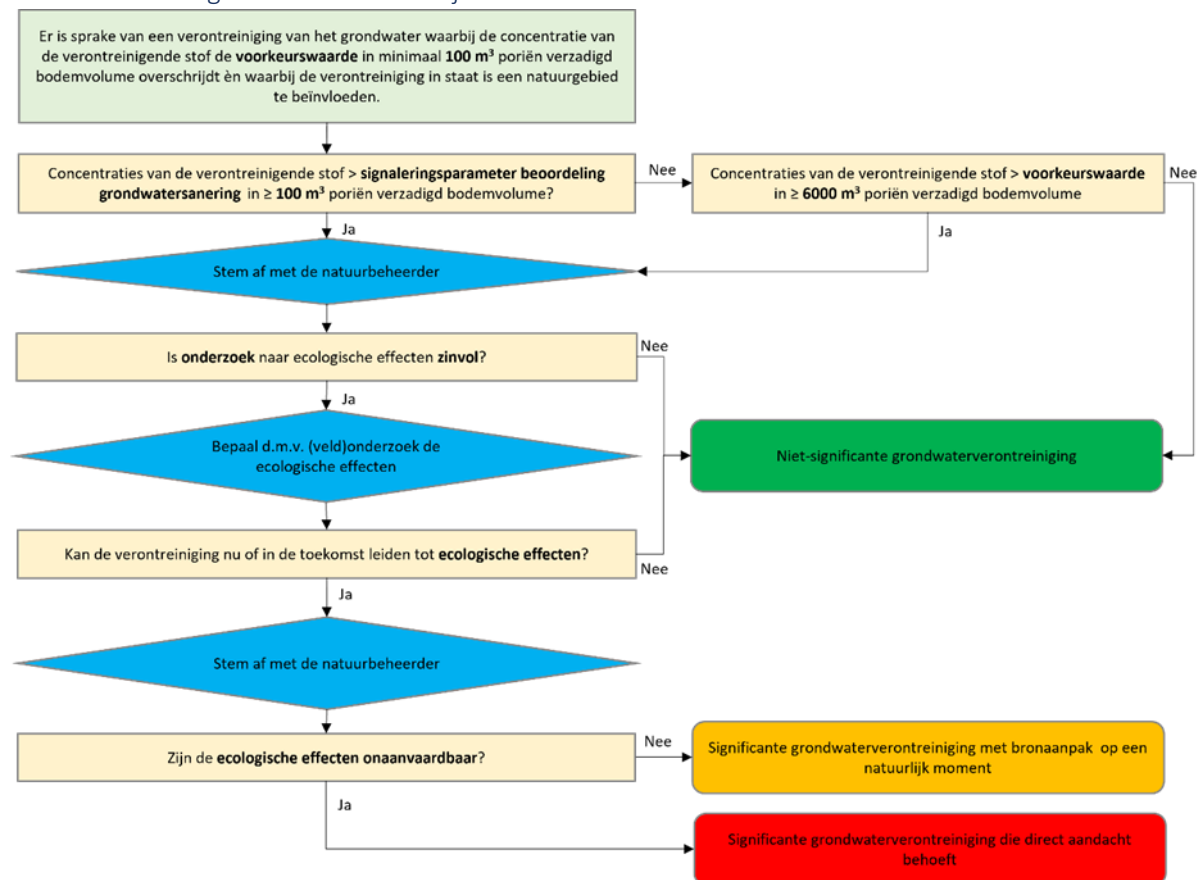 Er is sprake van een verontreiniging van het grondwater waarbij de concentratie van
de verontreinigende stof de voorkeurswaarde in minimaal 100 m³ poriën verzadigd
bodemvolume overschrijdt èn waarbij de verontreiniging in staat is een natuurgebied
te beïnvloeden.
Concentraties van de verontreinigende stof > signaleringsparameter beoordeling
grondwatersanering in ≥ 100 m³ poriën verzadigd bodemvolume?
Nee
Concentraties van de verontreinigende stof > voorkeurswaarde
in ≥ 6000 m³ poriën verzadigd bodemvolume
Nee
Ja
Ja
Stem af met de natuurbeheerder
Is onderzoek naar ecologische effecten zinvol?
Nee
Ja
Bepaal d.m.v. (veld)onderzoek de
ecologische effecten
Niet-significante grondwaterverontreiniging
Kan de verontreiniging nu of in de toekomst leiden tot ecologische effecten?
Nee
Ja
Stem af met de natuurbeheerder
Zijn de ecologische effecten onaanvaardbaar?
Nee
Significante grondwaterverontreiniging met bronaanpak op een
natuurlijk moment
Ja
Significante grondwaterverontreiniging die direct aandacht
behoeft